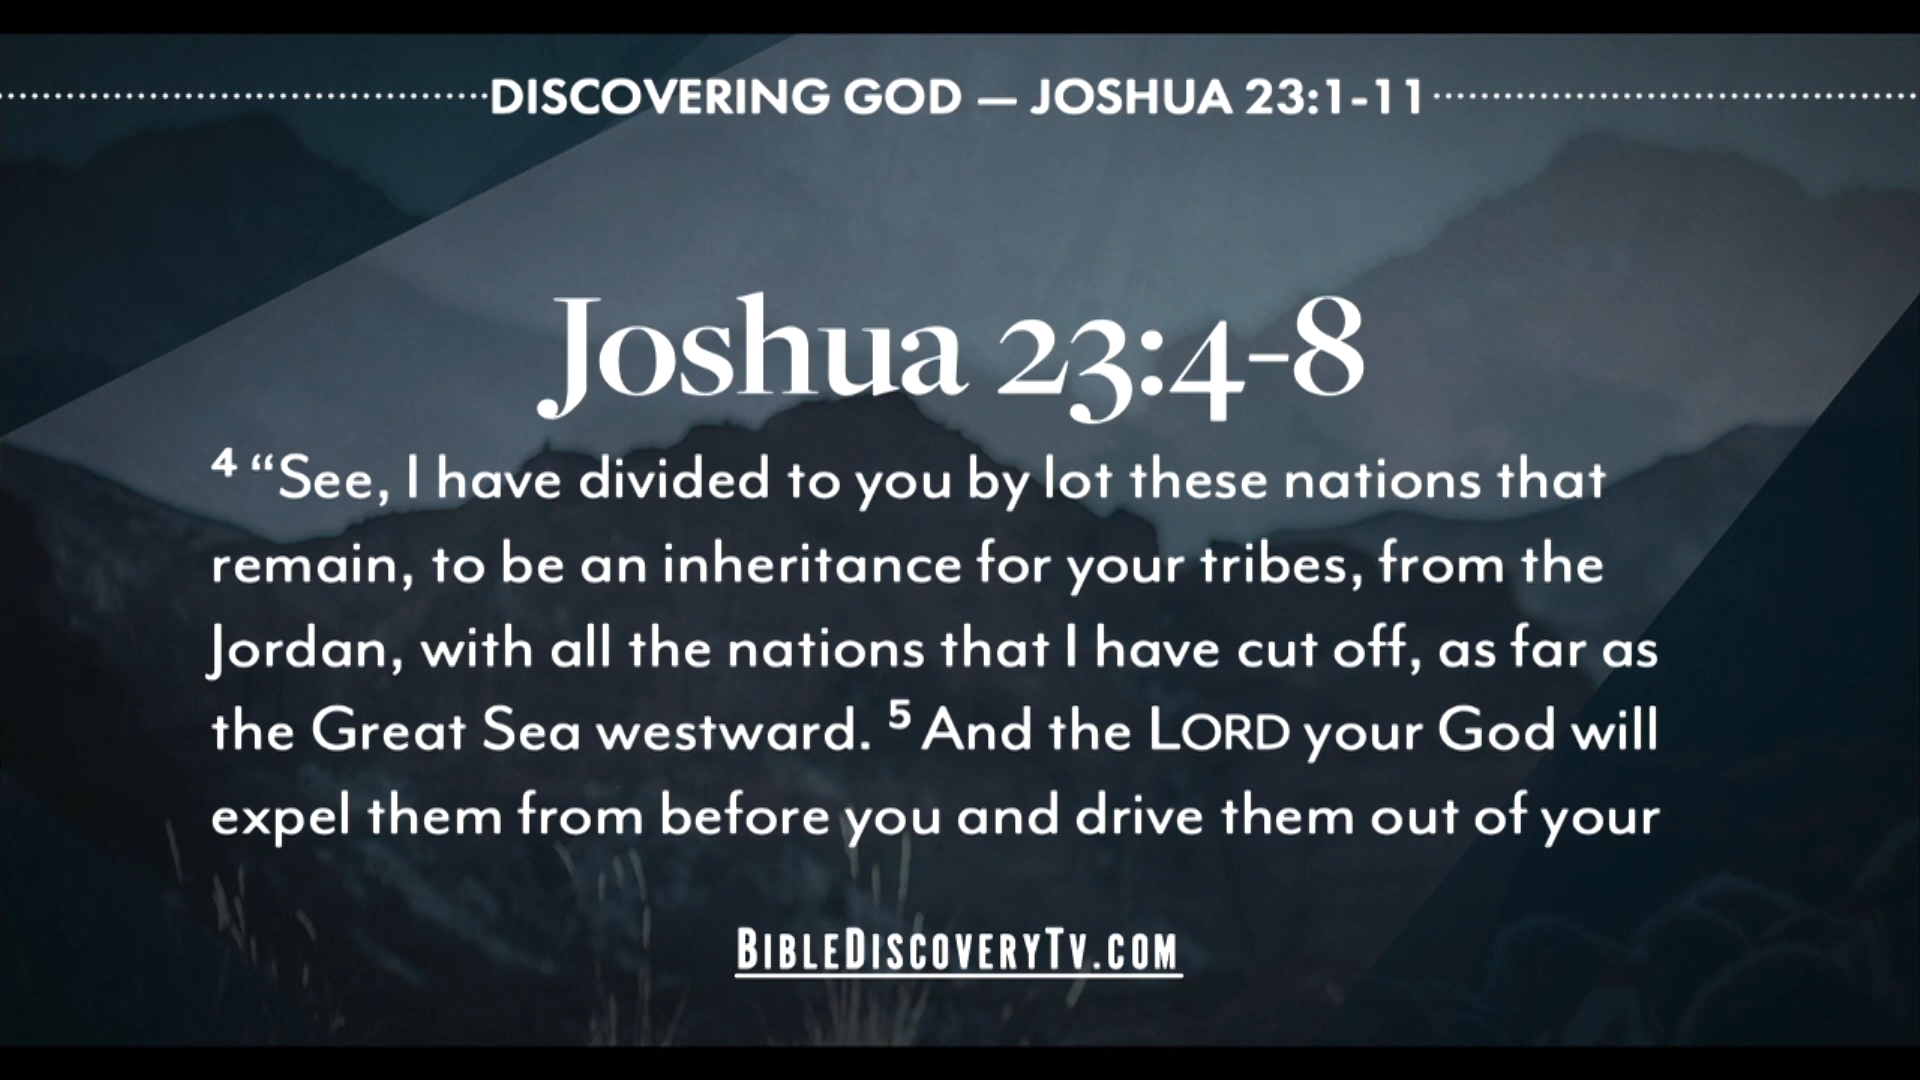 DISCOVERING GOD — JOSHUA 23:1-11
Joshua 23:4-8
⁴ “See, I have divided to you by lot these nations that
remain, to be an inheritance for your tribes, from the
Jordan, with all the nations that I have cut off, as far as
the Great Sea westward. ⁵ And the LORD your God will
expel them from before you and drive them out of your
BIBLEDISCOVERYTV.COM